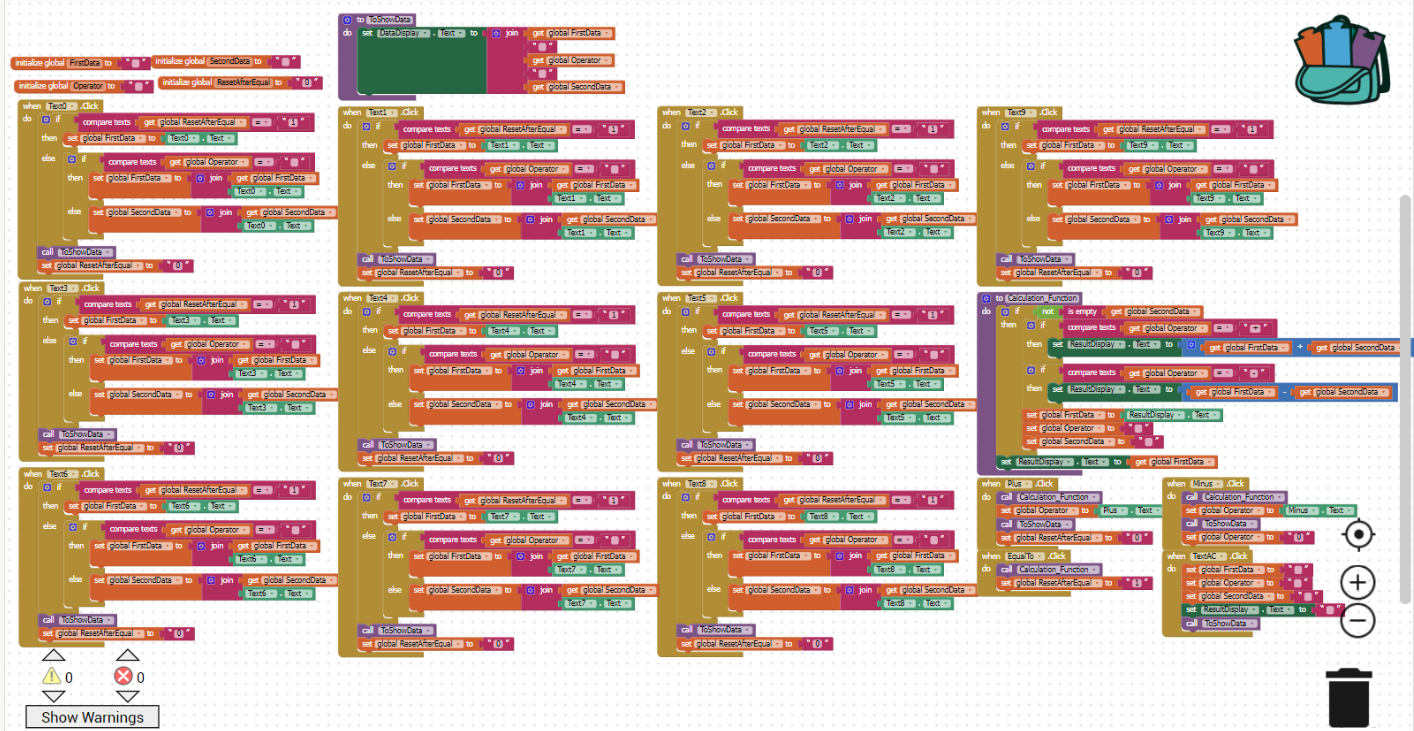 to ToShowData
do set DataDisplay . Text to join get global FirstData
" "
get global Operator
" "
get global SecondData
initialize global FirstData to " "
initialize global SecondData to " "
initialize global Operator to " "
initialize global ResetAfterEqual to " 0 "
when Text0 .Click
do if compare texts get global ResetAfterEqual = " 1 "
then set global FirstData to Text0 . Text
else if compare texts get global Operator = " "
then set global FirstData to join get global FirstData
Text0 . Text
else set global SecondData to join get global SecondData
Text0 . Text
call ToShowData
set global ResetAfterEqual to " 0 "
when Text1 .Click
do if compare texts get global ResetAfterEqual = " 1 "
then set global FirstData to Text1 . Text
else if compare texts get global Operator = " "
then set global FirstData to join get global FirstData
Text1 . Text
else set global SecondData to join get global SecondData
Text1 . Text
call ToShowData
set global ResetAfterEqual to " 0 "
when Text2 .Click
do if compare texts get global ResetAfterEqual = " 1 "
then set global FirstData to Text2 . Text
else if compare texts get global Operator = " "
then set global FirstData to join get global FirstData
Text2 . Text
else set global SecondData to join get global SecondData
Text2 . Text
call ToShowData
set global ResetAfterEqual to " 0 "
when Text9 .Click
do if compare texts get global ResetAfterEqual = " 1 "
then set global FirstData to Text9 . Text
else if compare texts get global Operator = " "
then set global FirstData to join get global FirstData
Text9 . Text
else set global SecondData to join get global SecondData
Text9 . Text
call ToShowData
set global ResetAfterEqual to " 0 "
when Text3 .Click
do if compare texts get global ResetAfterEqual = " 1 "
then set global FirstData to Text3 . Text
else if compare texts get global Operator = " "
then set global FirstData to join get global FirstData
Text3 . Text
else set global SecondData to join get global SecondData
Text3 . Text
call ToShowData
set global ResetAfterEqual to " 0 "
when Text4 .Click
do if compare texts get global ResetAfterEqual = " 1 "
then set global FirstData to Text4 . Text
else if compare texts get global Operator = " "
then set global FirstData to join get global FirstData
Text4 . Text
else set global SecondData to join get global SecondData
Text4 . Text
call ToShowData
set global ResetAfterEqual to " 0 "
when Text5 .Click
do if compare texts get global ResetAfterEqual = " 1 "
then set global FirstData to Text5 . Text
else if compare texts get global Operator = " "
then set global FirstData to join get global FirstData
Text5 . Text
else set global SecondData to join get global SecondData
Text5 . Text
call ToShowData
set global ResetAfterEqual to " 0 "
to Calculation_Function
do if not is empty get global SecondData
then if compare texts get global Operator = " + "
then set ResultDisplay . Text to get global FirstData + get global SecondData
if compare texts get global Operator = " - "
then set ResultDisplay . Text to get global FirstData - get global SecondData
set global FirstData to ResultDisplay . Text
set global Operator to " "
set global SecondData to " "
set ResultDisplay . Text to get global FirstData
when Text6 .Click
do if compare texts get global ResetAfterEqual = " 1 "
then set global FirstData to Text6 . Text
else if compare texts get global Operator = " "
then set global FirstData to join get global FirstData
Text6 . Text
else set global SecondData to join get global SecondData
Text6 . Text
call ToShowData
set global ResetAfterEqual to " 0 "
when Text7 .Click
do if compare texts get global ResetAfterEqual = " 1 "
then set global FirstData to Text7 . Text
else if compare texts get global Operator = " "
then set global FirstData to join get global FirstData
Text7 . Text
else set global SecondData to join get global SecondData
Text7 . Text
call ToShowData
set global ResetAfterEqual to " 0 "
when Text8 .Click
do if compare texts get global ResetAfterEqual = " 1 "
then set global FirstData to Text8 . Text
else if compare texts get global Operator = " "
then set global FirstData to join get global FirstData
Text8 . Text
else set global SecondData to join get global SecondData
Text8 . Text
call ToShowData
set global ResetAfterEqual to " 0 "
when Plus .Click
do call Calculation_Function
set global Operator to Plus . Text
call ToShowData
set global ResetAfterEqual to " 0 "
when Minus .Click
do call Calculation_Function
set global Operator to Minus . Text
call ToShowData
set global Operator to " 0 "
when EqualTo .Click
do call Calculation_Function
set global ResetAfterEqual to " 1 "
when TextAC .Click
do set global FirstData to " "
set global Operator to " "
set global SecondData to " "
set ResultDisplay . Text to " "
call ToShowData
0 0
Show Warnings